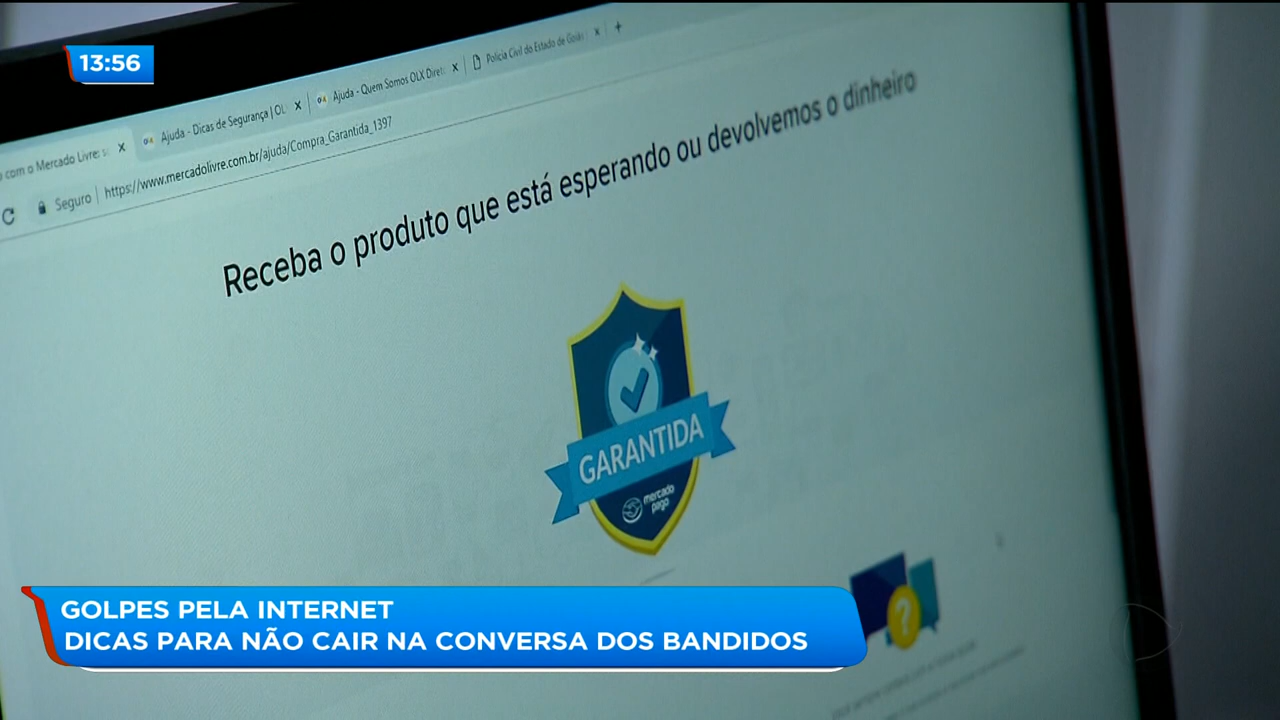 13:56
com o Mercado Livre:
Ajuda - Dicas de Segurança | OL
Ajuda - Quem Somos OLX
Polícia Civil do Estado de Goiás
Seguro
https://www.mercadolivre.com.br/ajuda/Compra_Garantida_1397
Receba o produto que está esperando ou devolvemos o dinheiro
GARANTIDA
mercado
pago
?
GOLPES PELA INTERNET
DICAS PARA NÃO CAIR NA CONVERSA DOS BANDIDOS